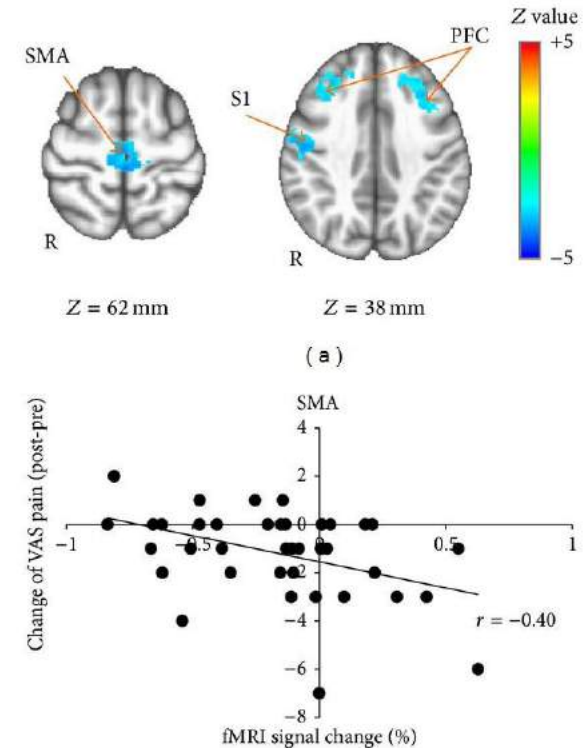 Z value
+5
−5
SMA
PFC
S1
R
R
Z = 62 mm
Z = 38 mm
(a)
SMA
Change of VAS pain (post-pre)
4
2
0
−1
−0.5
0
0.5
1
−2
−4
−6
−8
r = −0.40
fMRI signal change (%)